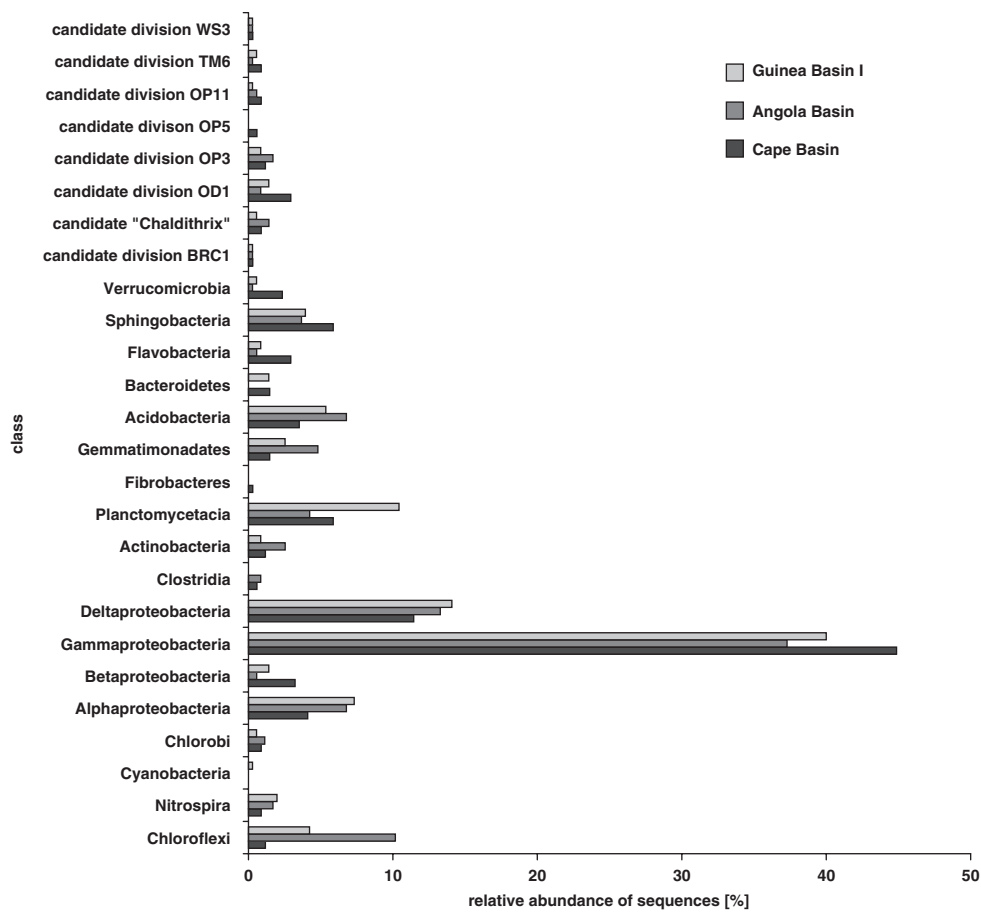 candidate division WS3
candidate division TM6
candidate division OP11
candidate divison OP5
candidate division OP3
candidate division OD1
candidate "Chaldithrix"
candidate division BRC1
Verrucomicrobia
Sphingobacteria
Flavobacteria
Bacteroidetes
Acidobacteria
Gemmatimonadates
Fibrobacteres
Planctomycetacia
Actinobacteria
Clostridia
Deltaproteobacteria
Gammaproteobacteria
Betaproteobacteria
Alphaproteobacteria
Chlorobi
Cyanobacteria
Nitrospira
Chloroflexi
class
Guinea Basin I
Angola Basin
Cape Basin
0 10 20 30 40 50
relative abundance of sequences [%]